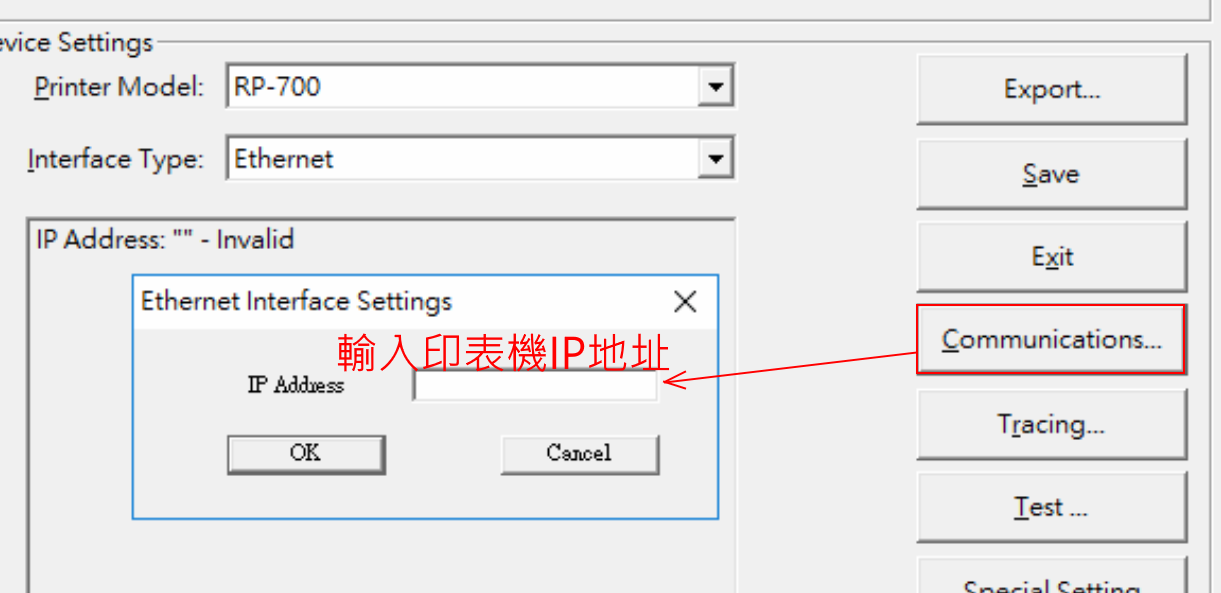 evice Settings
Printer Model: RP-700
Interface Type: Ethernet
IP Address: "" - Invalid
Ethernet Interface Settings
輸入印表機IP地址
IP Address
OK
Cancel
Export...
Save
Exit
Communications...
Tracing...
Test ...
Special Setting